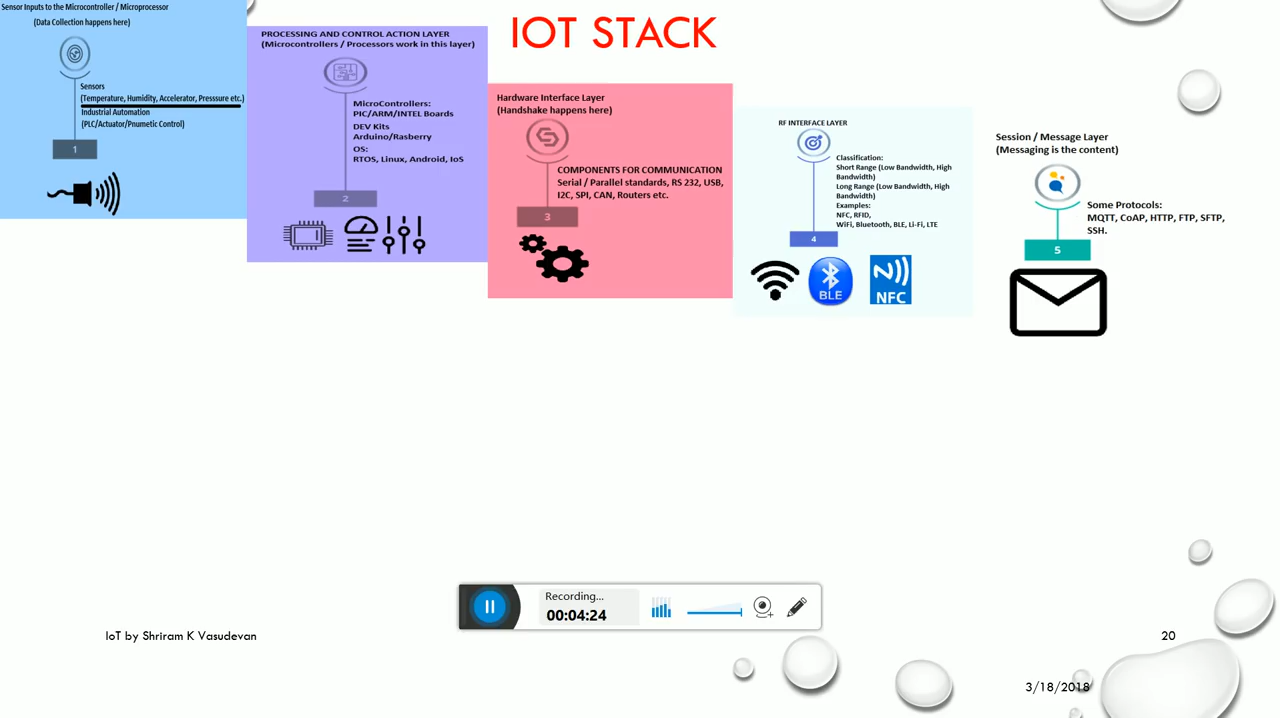 Sensor Inputs to the Microcontroller / Microprocessor
(Data Collection happens here)
Sensors
(Temperature, Humidity, Accelerator, Presssure etc.)
Industrial Automation
(PLC/Actuator/Pnumetic Control)
1
PROCESSING AND CONTROL ACTION LAYER
(Microcontrollers / Processors work in this layer)
MicroControllers:
PIC/ARM/INTEL Boards
DEV Kits
Arduino/Rasberry
OS:
RTOS, Linux, Android, IoS
2
IOT STACK
Hardware Interface Layer
(Handshake happens here)
COMPONENTS FOR COMMUNICATION
Serial / Parallel standards, RS 232, USB,
I2C, SPI, CAN, Routers etc.
3
RF INTERFACE LAYER
Classification:
Short Range (Low Bandwidth, High
Bandwidth)
Long Range (Low Bandwidth, High
Bandwidth)
Examples:
NFC, RFID,
WiFi, Bluetooth, BLE, Li-Fi, LTE
4
BLE
NFC
Session / Message Layer
(Messaging is the content)
Some Protocols:
MQTT, CoAP, HTTP, FTP, SFTP,
SSH.
5
Recording...
00:04:24
IoT by Shriram K Vasudevan
20
3/18/2018